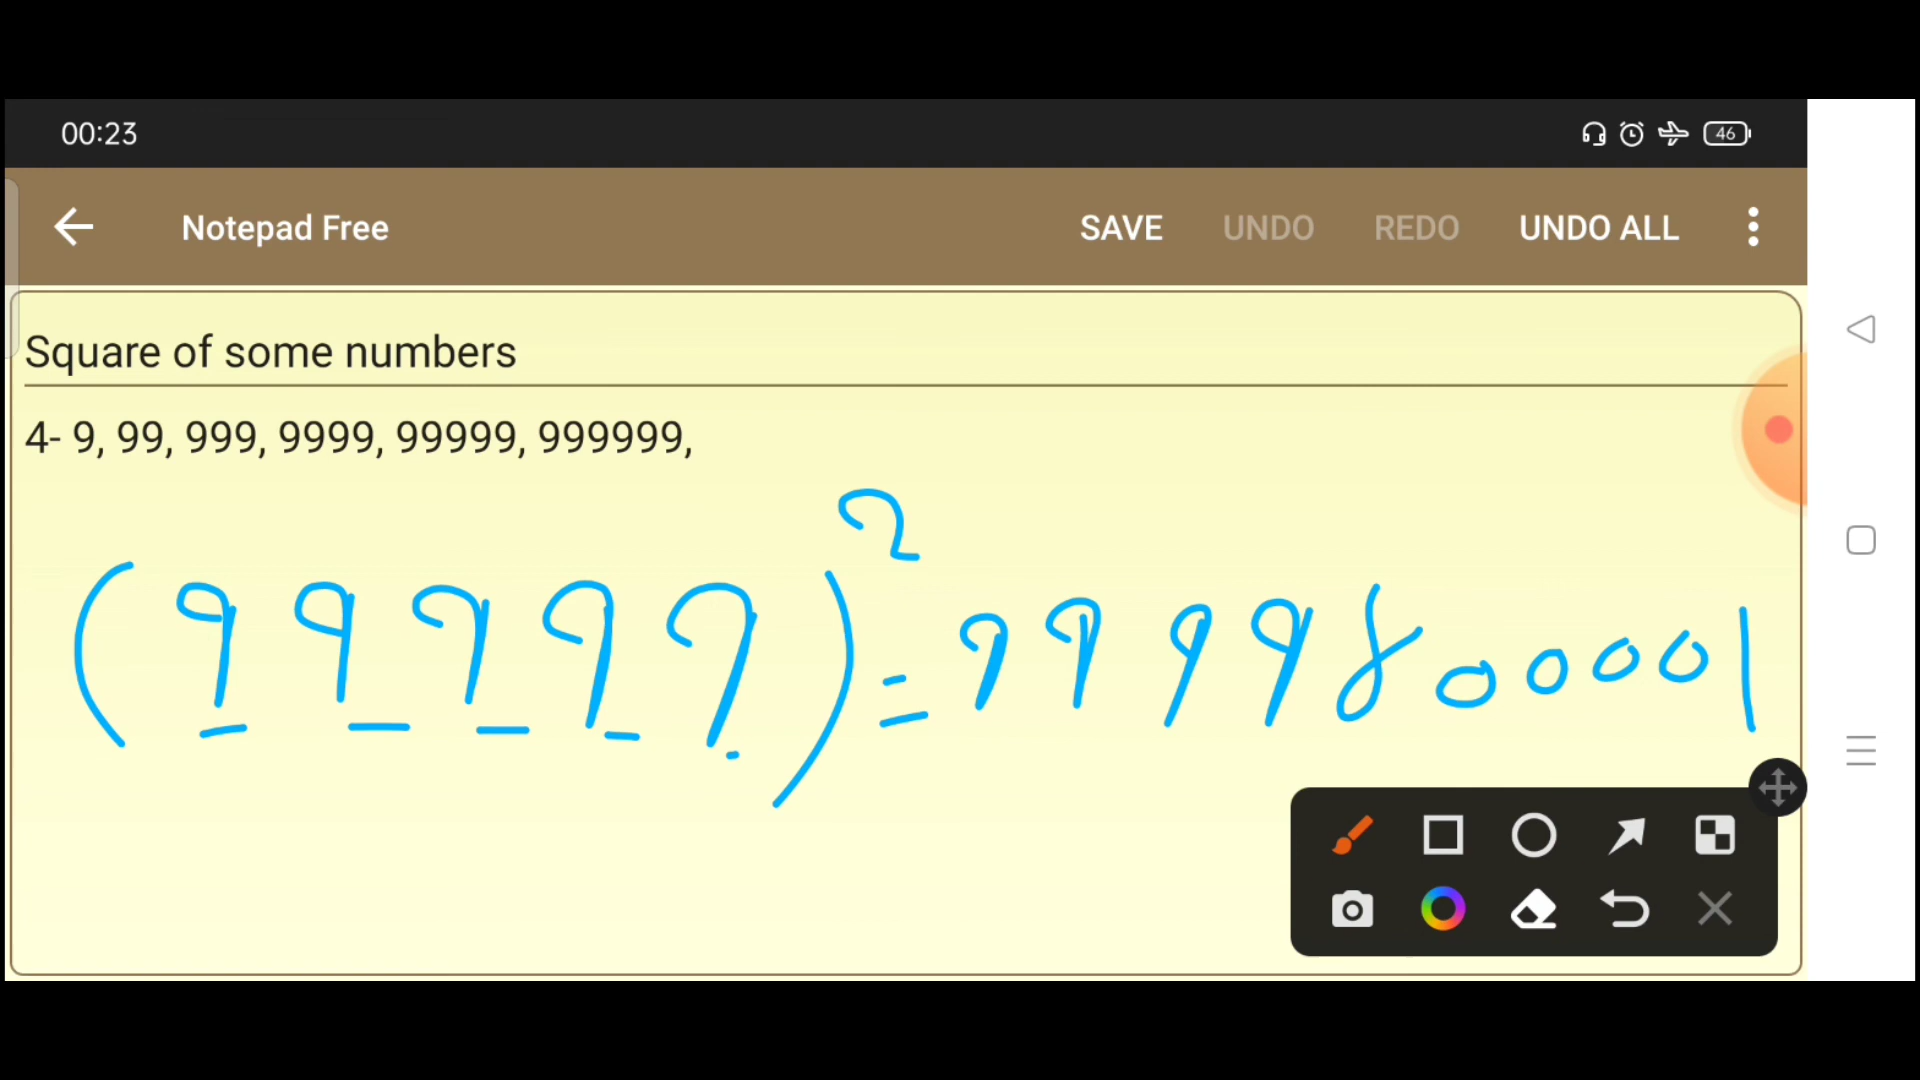 00:23 46
Notepad Free SAVE UNDO REDO UNDO ALL
Square of some numbers
4- 9, 99, 999, 9999, 99999, 999999,
(99999)² = 9999800001